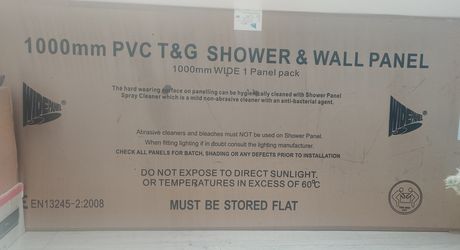 1000mm PVC T&G SHOWER & WALL PANEL
1000mm WIDE 1 Panel pack
The hard wearing surface on panelling can be hygienically cleaned with Shower Panel
Spray Cleaner which is a mild non-abrasive cleaner with an anti-bacterial agent.
Abrasive cleaners and bleaches must NOT be used on Shower Panel.
When fitting lighting if in doubt consult the lighting manufacturer.
CHECK ALL PANELS FOR BATCH, SHADING OR ANY DEFECTS PRIOR TO INSTALLATION
DO NOT EXPOSE TO DIRECT SUNLIGHT.
OR TEMPERATURES IN EXCESS OF 60°C
EN13245-2:2008
MUST BE STORED FLAT